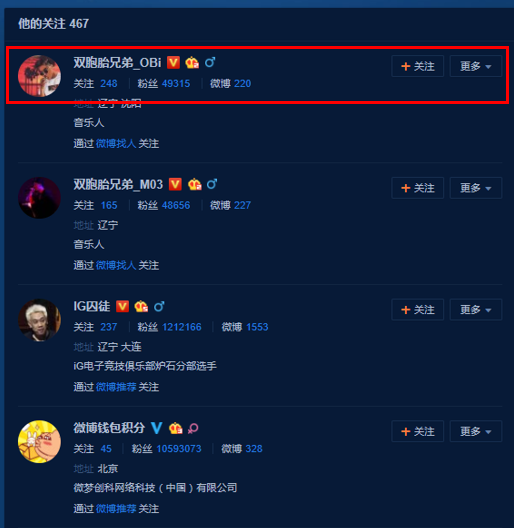 他的关注 467
双胞胎兄弟_OBi
+ 关注 更多
关注 248 粉丝 49315 微博 220
地址 辽宁 沈阳
音乐人
通过 微博找人 关注
双胞胎兄弟_M03
+ 关注 更多
关注 165 粉丝 48656 微博 227
地址 辽宁
音乐人
通过 微博找人 关注
IG囚徒
+ 关注 更多
关注 237 粉丝 1212166 微博 1553
地址 辽宁 大连
iG电子竞技俱乐部炉石分部选手
通过 微博推荐 关注
微博钱包积分
+ 关注 更多
关注 45 粉丝 10593073 微博 328
地址 北京
微梦创科网络科技（中国）有限公司
通过 微博推荐 关注